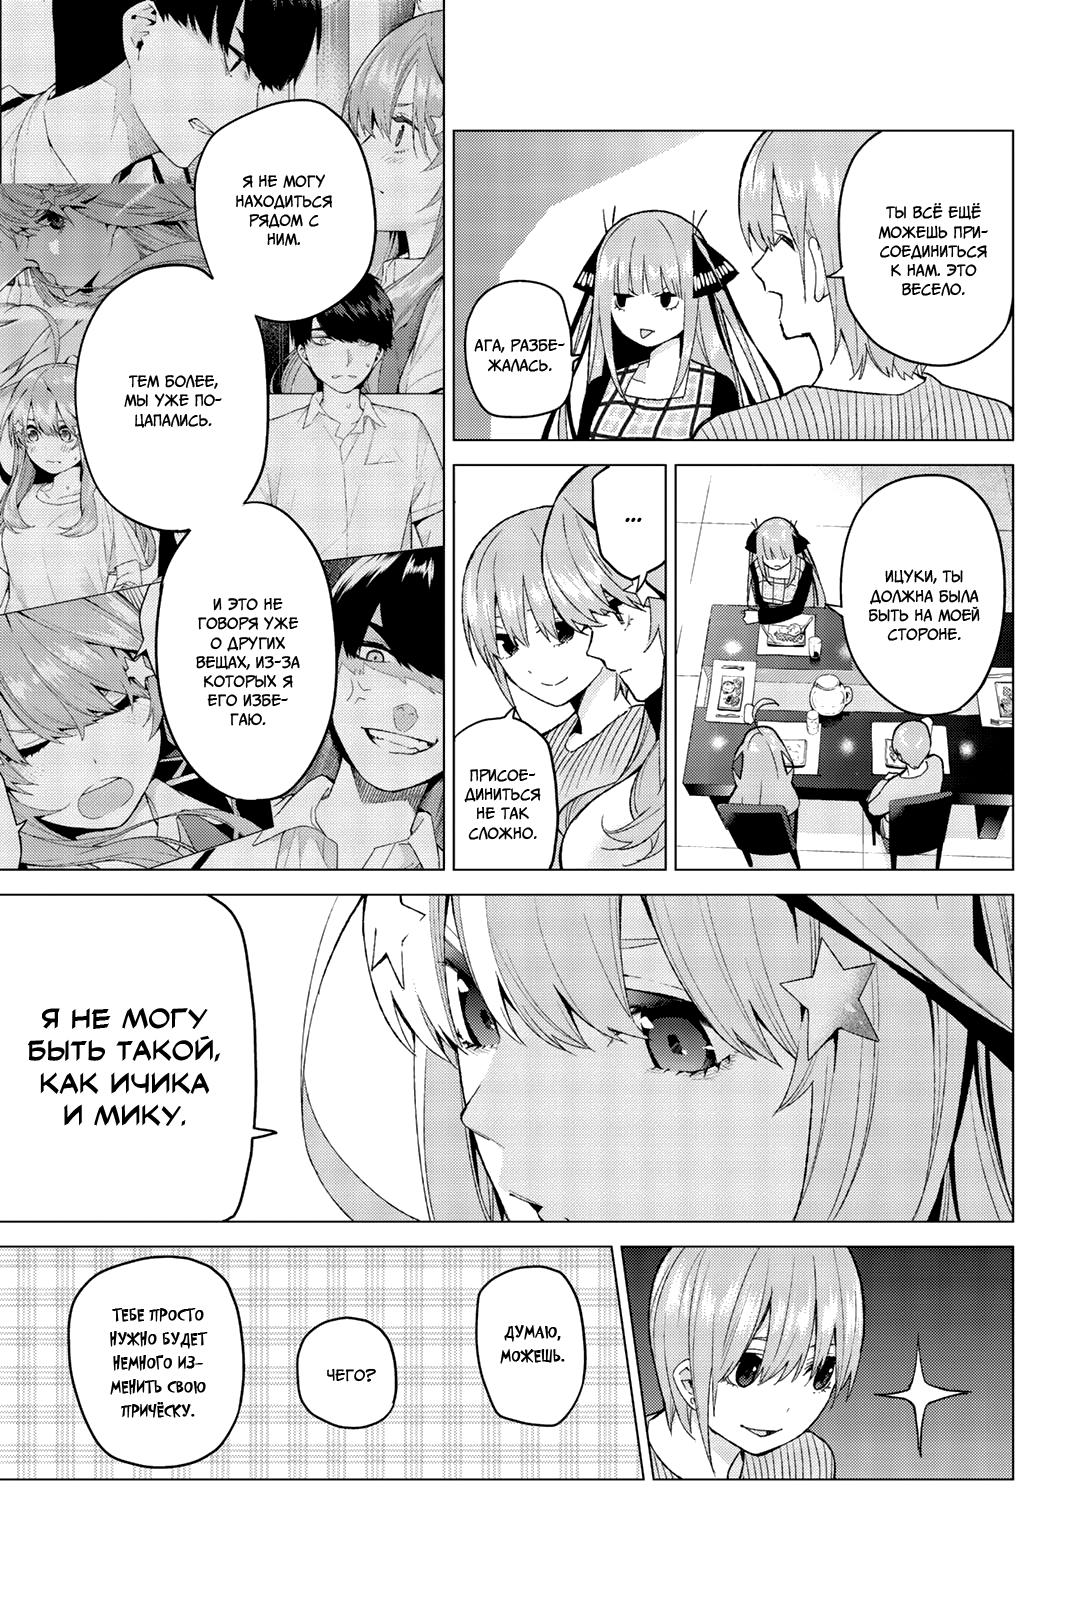 ТЫ ВСЁ ЕЩЁ
МОЖЕШЬ ПРИ-
СОЕДИНИТЬСЯ
К НАМ. ЭТО
ВЕСЕЛО.
АГА, РАЗБЕ-
ЖАЛАСЬ.
ИЦУКИ, ТЫ
ДОЛЖНА БЫЛА
БЫТЬ НА МОЕЙ
СТОРОНЕ.
...
ПРИСОЕ-
ДИНИТЬСЯ
НЕ ТАК
СЛОЖНО.
Я НЕ МОГУ
НАХОДИТЬСЯ
РЯДОМ С
НИМ.
ТЕМ БОЛЕЕ,
МЫ УЖЕ ПО-
ЦАПАЛИСЬ.
И ЭТО НЕ
ГОВОРЯ УЖЕ
О ДРУГИХ
ВЕЩАХ, ИЗ-ЗА
КОТОРЫХ Я
ЕГО ИЗБЕ-
ГАЮ.
Я НЕ МОГУ
БЫТЬ ТАКОЙ,
КАК ИЧИКА
И МИКУ.
ДУМАЮ,
МОЖЕШЬ.
ЧЕГО?
ТЕБЕ ПРОСТО
НУЖНО БУДЕТ
НЕМНОГО ИЗ-
МЕНИТЬ СВОЮ
ПРИЧЁСКУ.